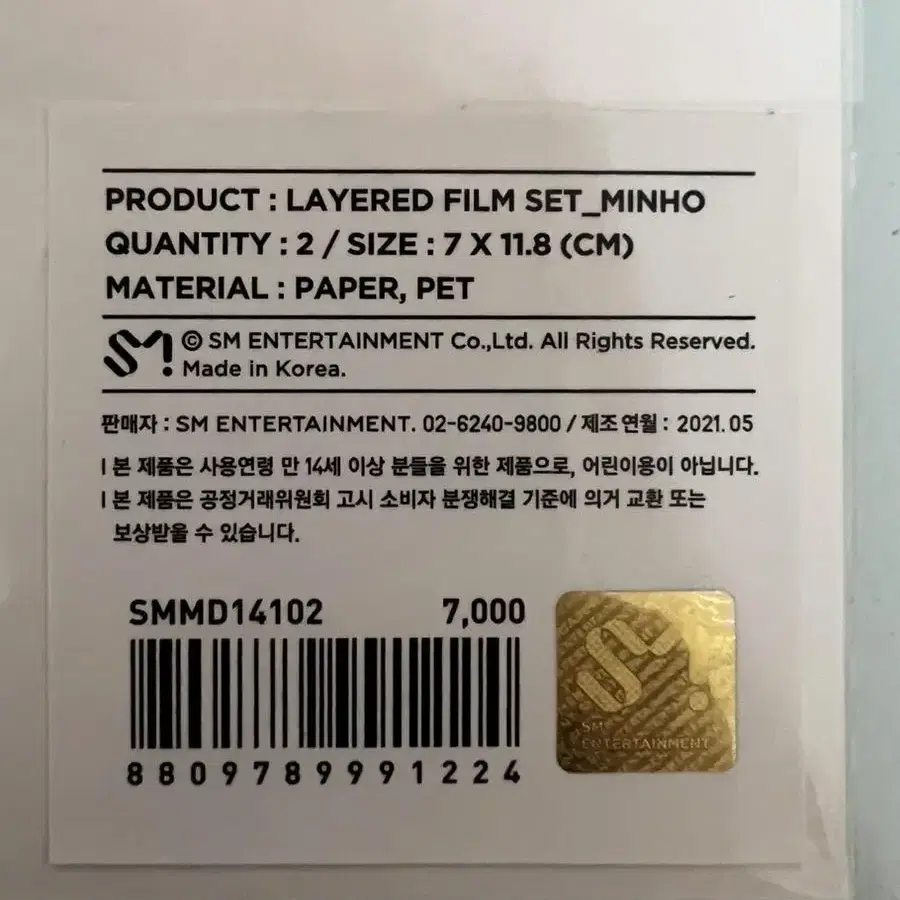 PRODUCT : LAYERED FILM SET_MINHO
QUANTITY : 2 / SIZE : 7 X 11.8 (CM)
MATERIAL : PAPER, PET
SM! © SM ENTERTAINMENT Co.,Ltd. All Rights Reserved.
Made in Korea.
판매자 : SM ENTERTAINMENT. 02-6240-9800 / 제조연월 : 2021. 05
I 본 제품은 사용연령 만 14세 이상 분들을 위한 제품으로, 어린이용이 아닙니다.
I 본 제품은 공정거래위원회 고시 소비자 분쟁해결 기준에 의거 교환 또는
보상받을 수 있습니다.
SMMD14102 7,000
8809789991224
SM!
SM
ENTERTAINMENT